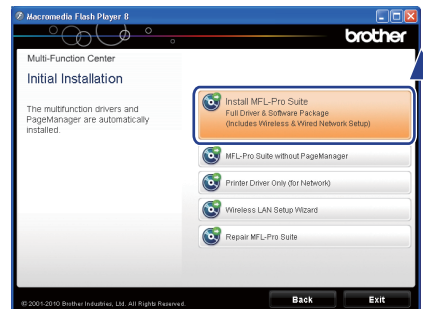 Macromedia Flash Player 8
brother
Multi-Function Center
Initial Installation
The multifunction drivers and
PageManager are automatically
installed.
Install MFL-Pro Suite
Full Driver & Software Package
(Includes Wireless & Wired Network Setup)
MFL-Pro Suite without PageManager
Printer Driver Only (for Network)
Wireless LAN Setup Wizard
Repair MFL-Pro Suite
© 2001-2010 Brother Industries, Ltd. All Rights Reserved.
Back
Exit